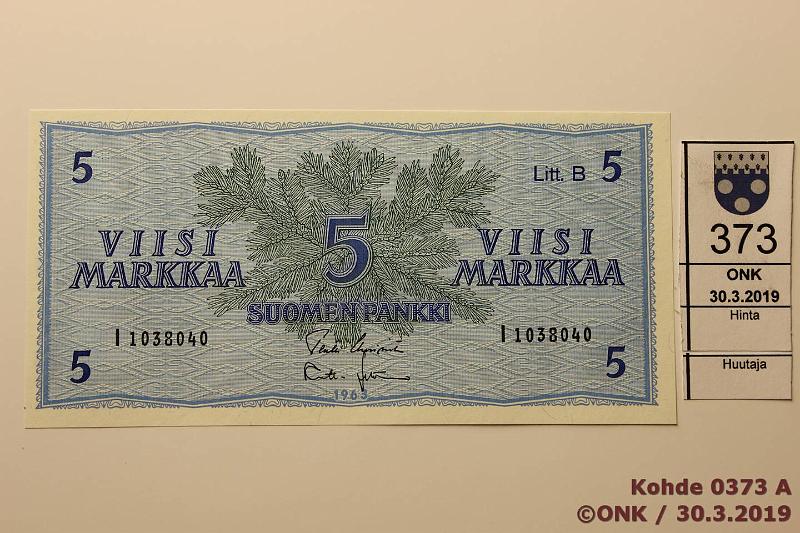 5
Litt. B 5
VIISI
MARKKAA
5
VIISI
MARKKAA
SUOMEN PANKKI
I 1038040
I 1038040
5
5
1963
373
ONK
30.3.2019
Hinta
Huutaja
Kohde 0373 A
©ONK / 30.3.2019